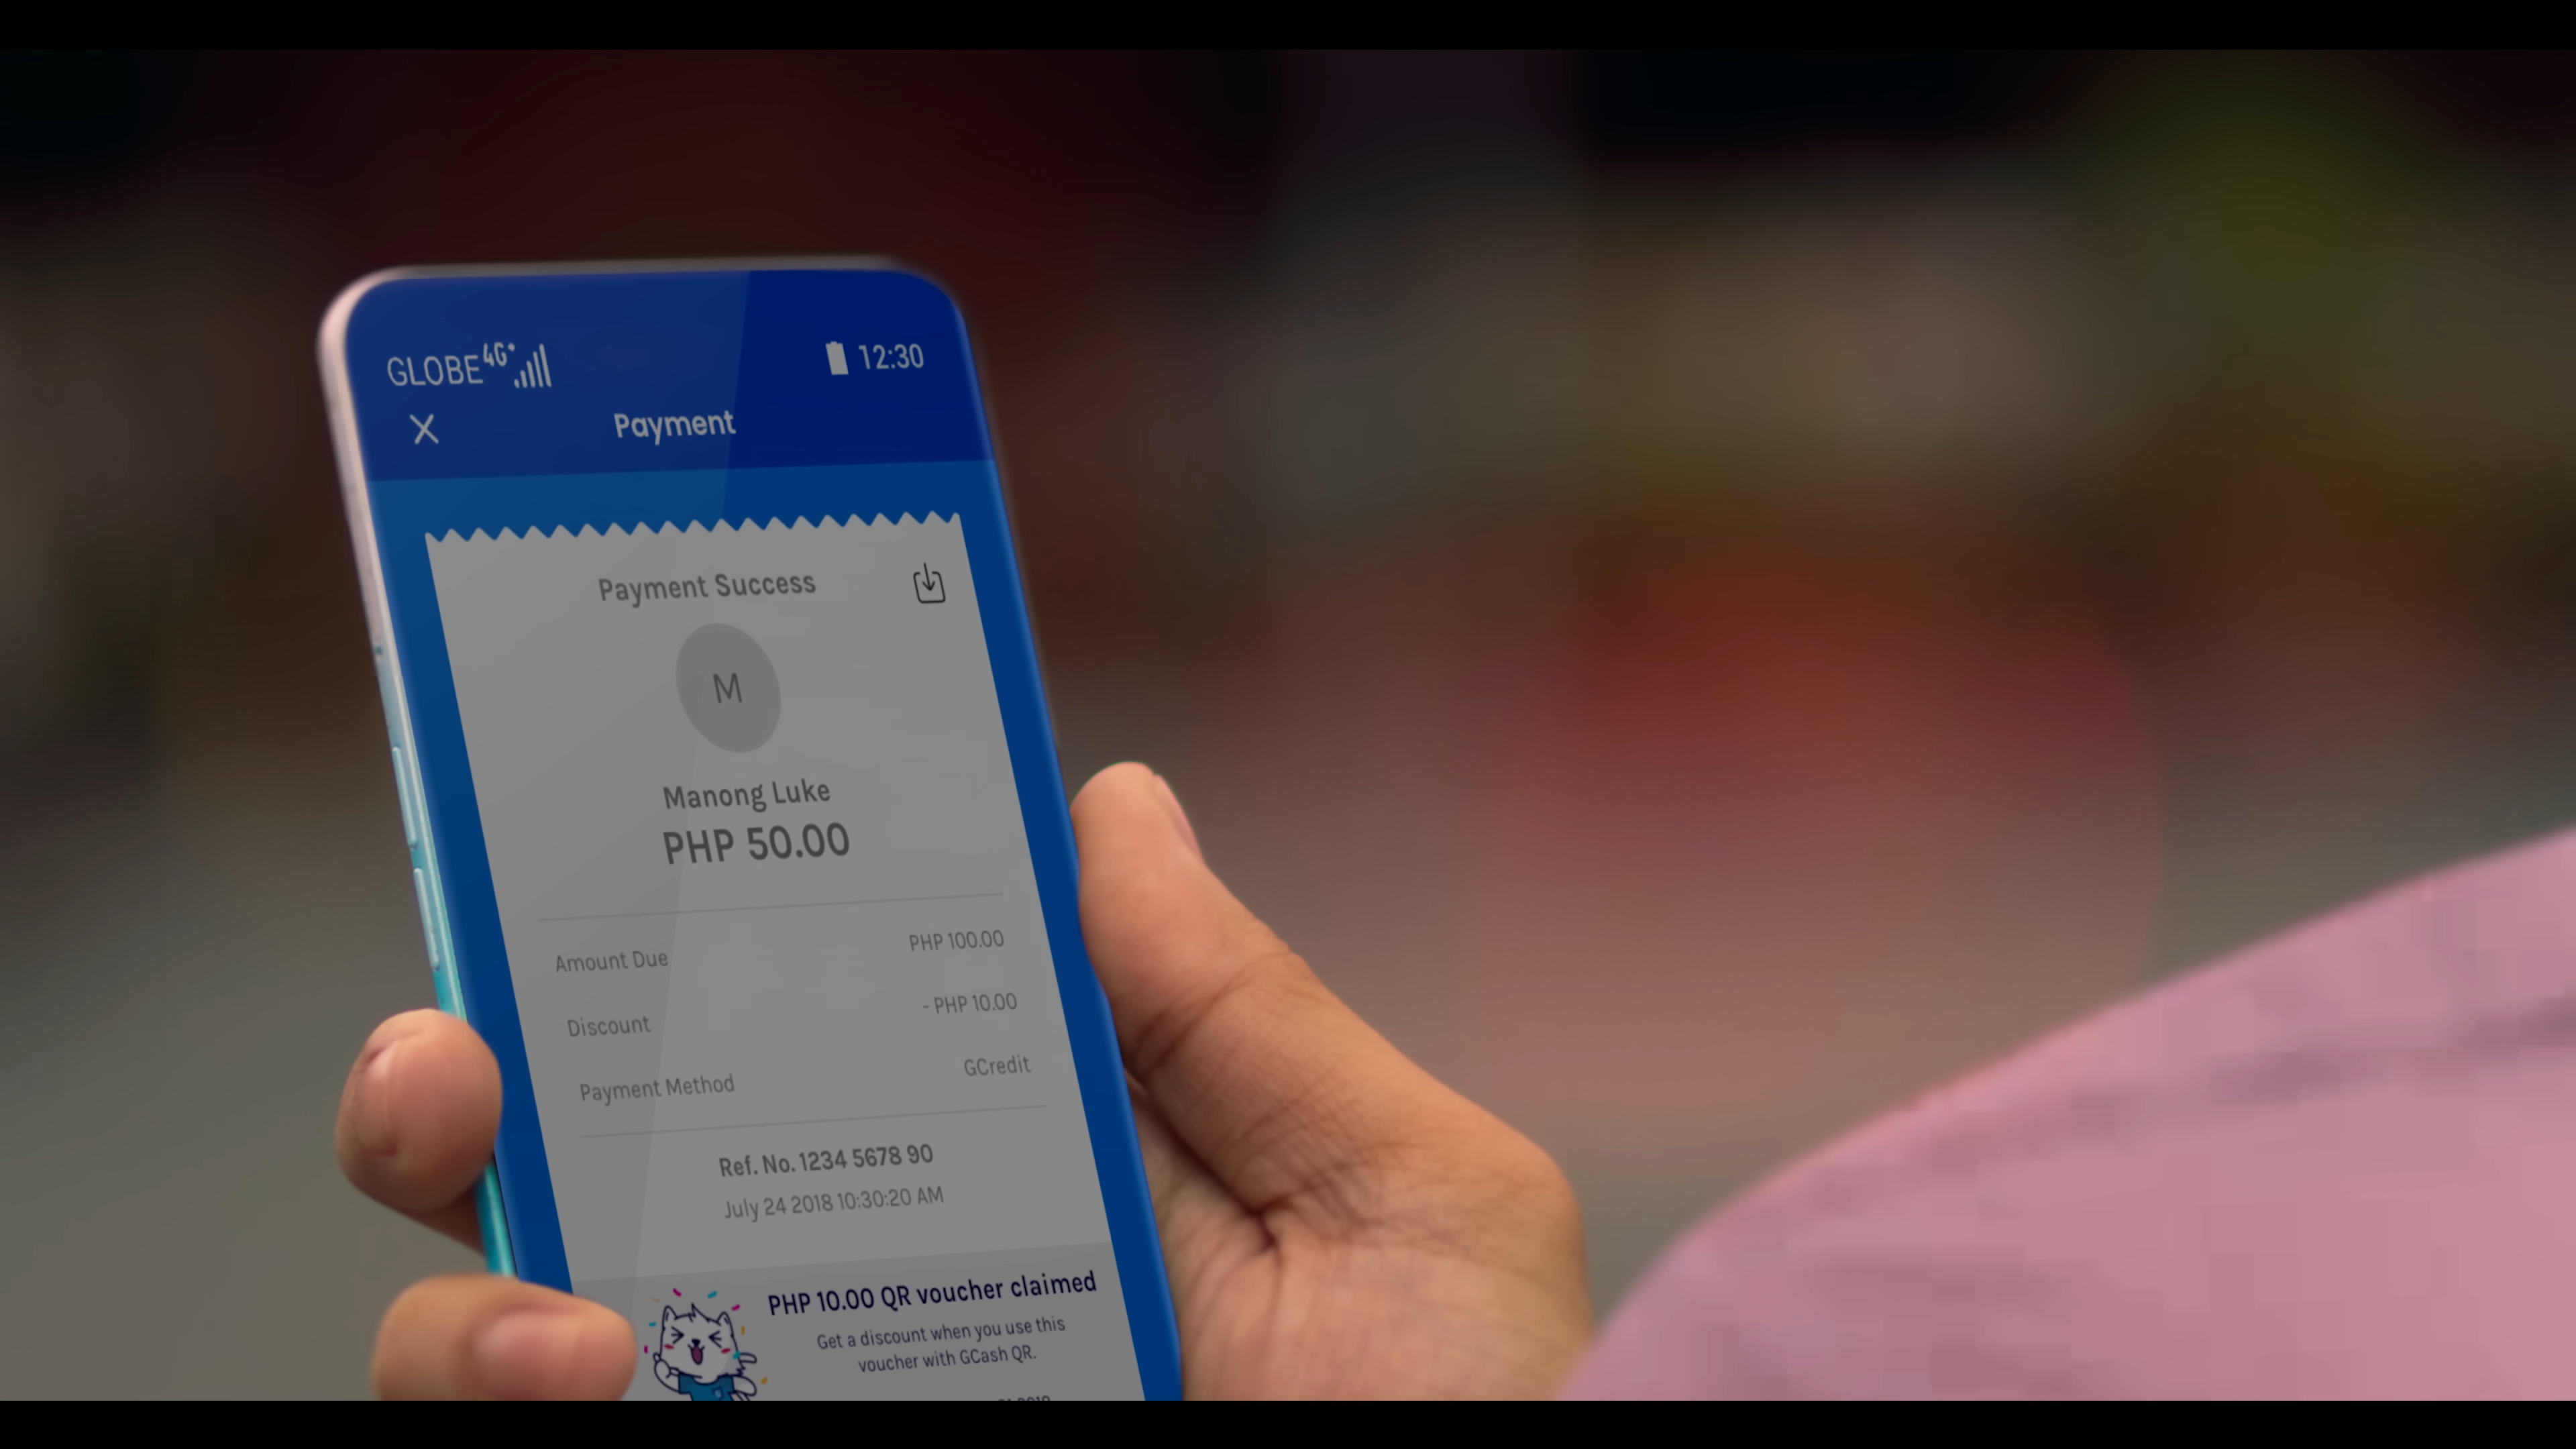 GLOBE 4G+ 12:30
X Payment
Payment Success
M
Manong Luke
PHP 50.00
Amount Due PHP 100.00
Discount - PHP 10.00
Payment Method GCredit
Ref. No. 1234 5678 90
July 24 2018 10:30:20 AM
PHP 10.00 QR voucher claimed
Get a discount when you use this
voucher with GCash QR.